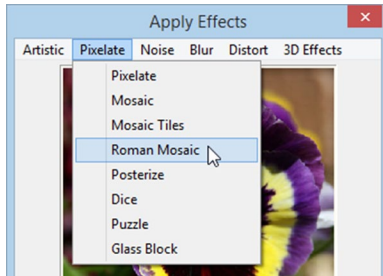 Apply Effects
Artistic Pixelate Noise Blur Distort 3D Effects
Pixelate
Mosaic
Mosaic Tiles
Roman Mosaic
Posterize
Dice
Puzzle
Glass Block